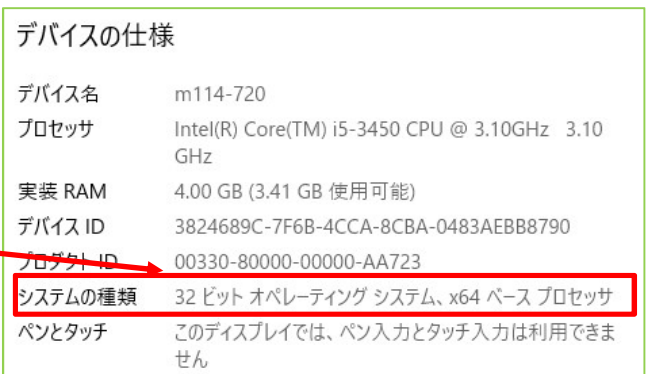 デバイスの仕様
デバイス名 m114-720
プロセッサ Intel(R) Core(TM) i5-3450 CPU @ 3.10GHz 3.10
GHz
実装 RAM 4.00 GB (3.41 GB 使用可能)
デバイス ID 3824689C-7F6B-4CCA-8CBA-0483AEBB8790
プロダクト ID 00330-80000-00000-AA723
システムの種類 32 ビット オペレーティング システム、x64 ベース プロセッサ
ペンとタッチ このディスプレイでは、ペン入力とタッチ入力は利用できま
せん